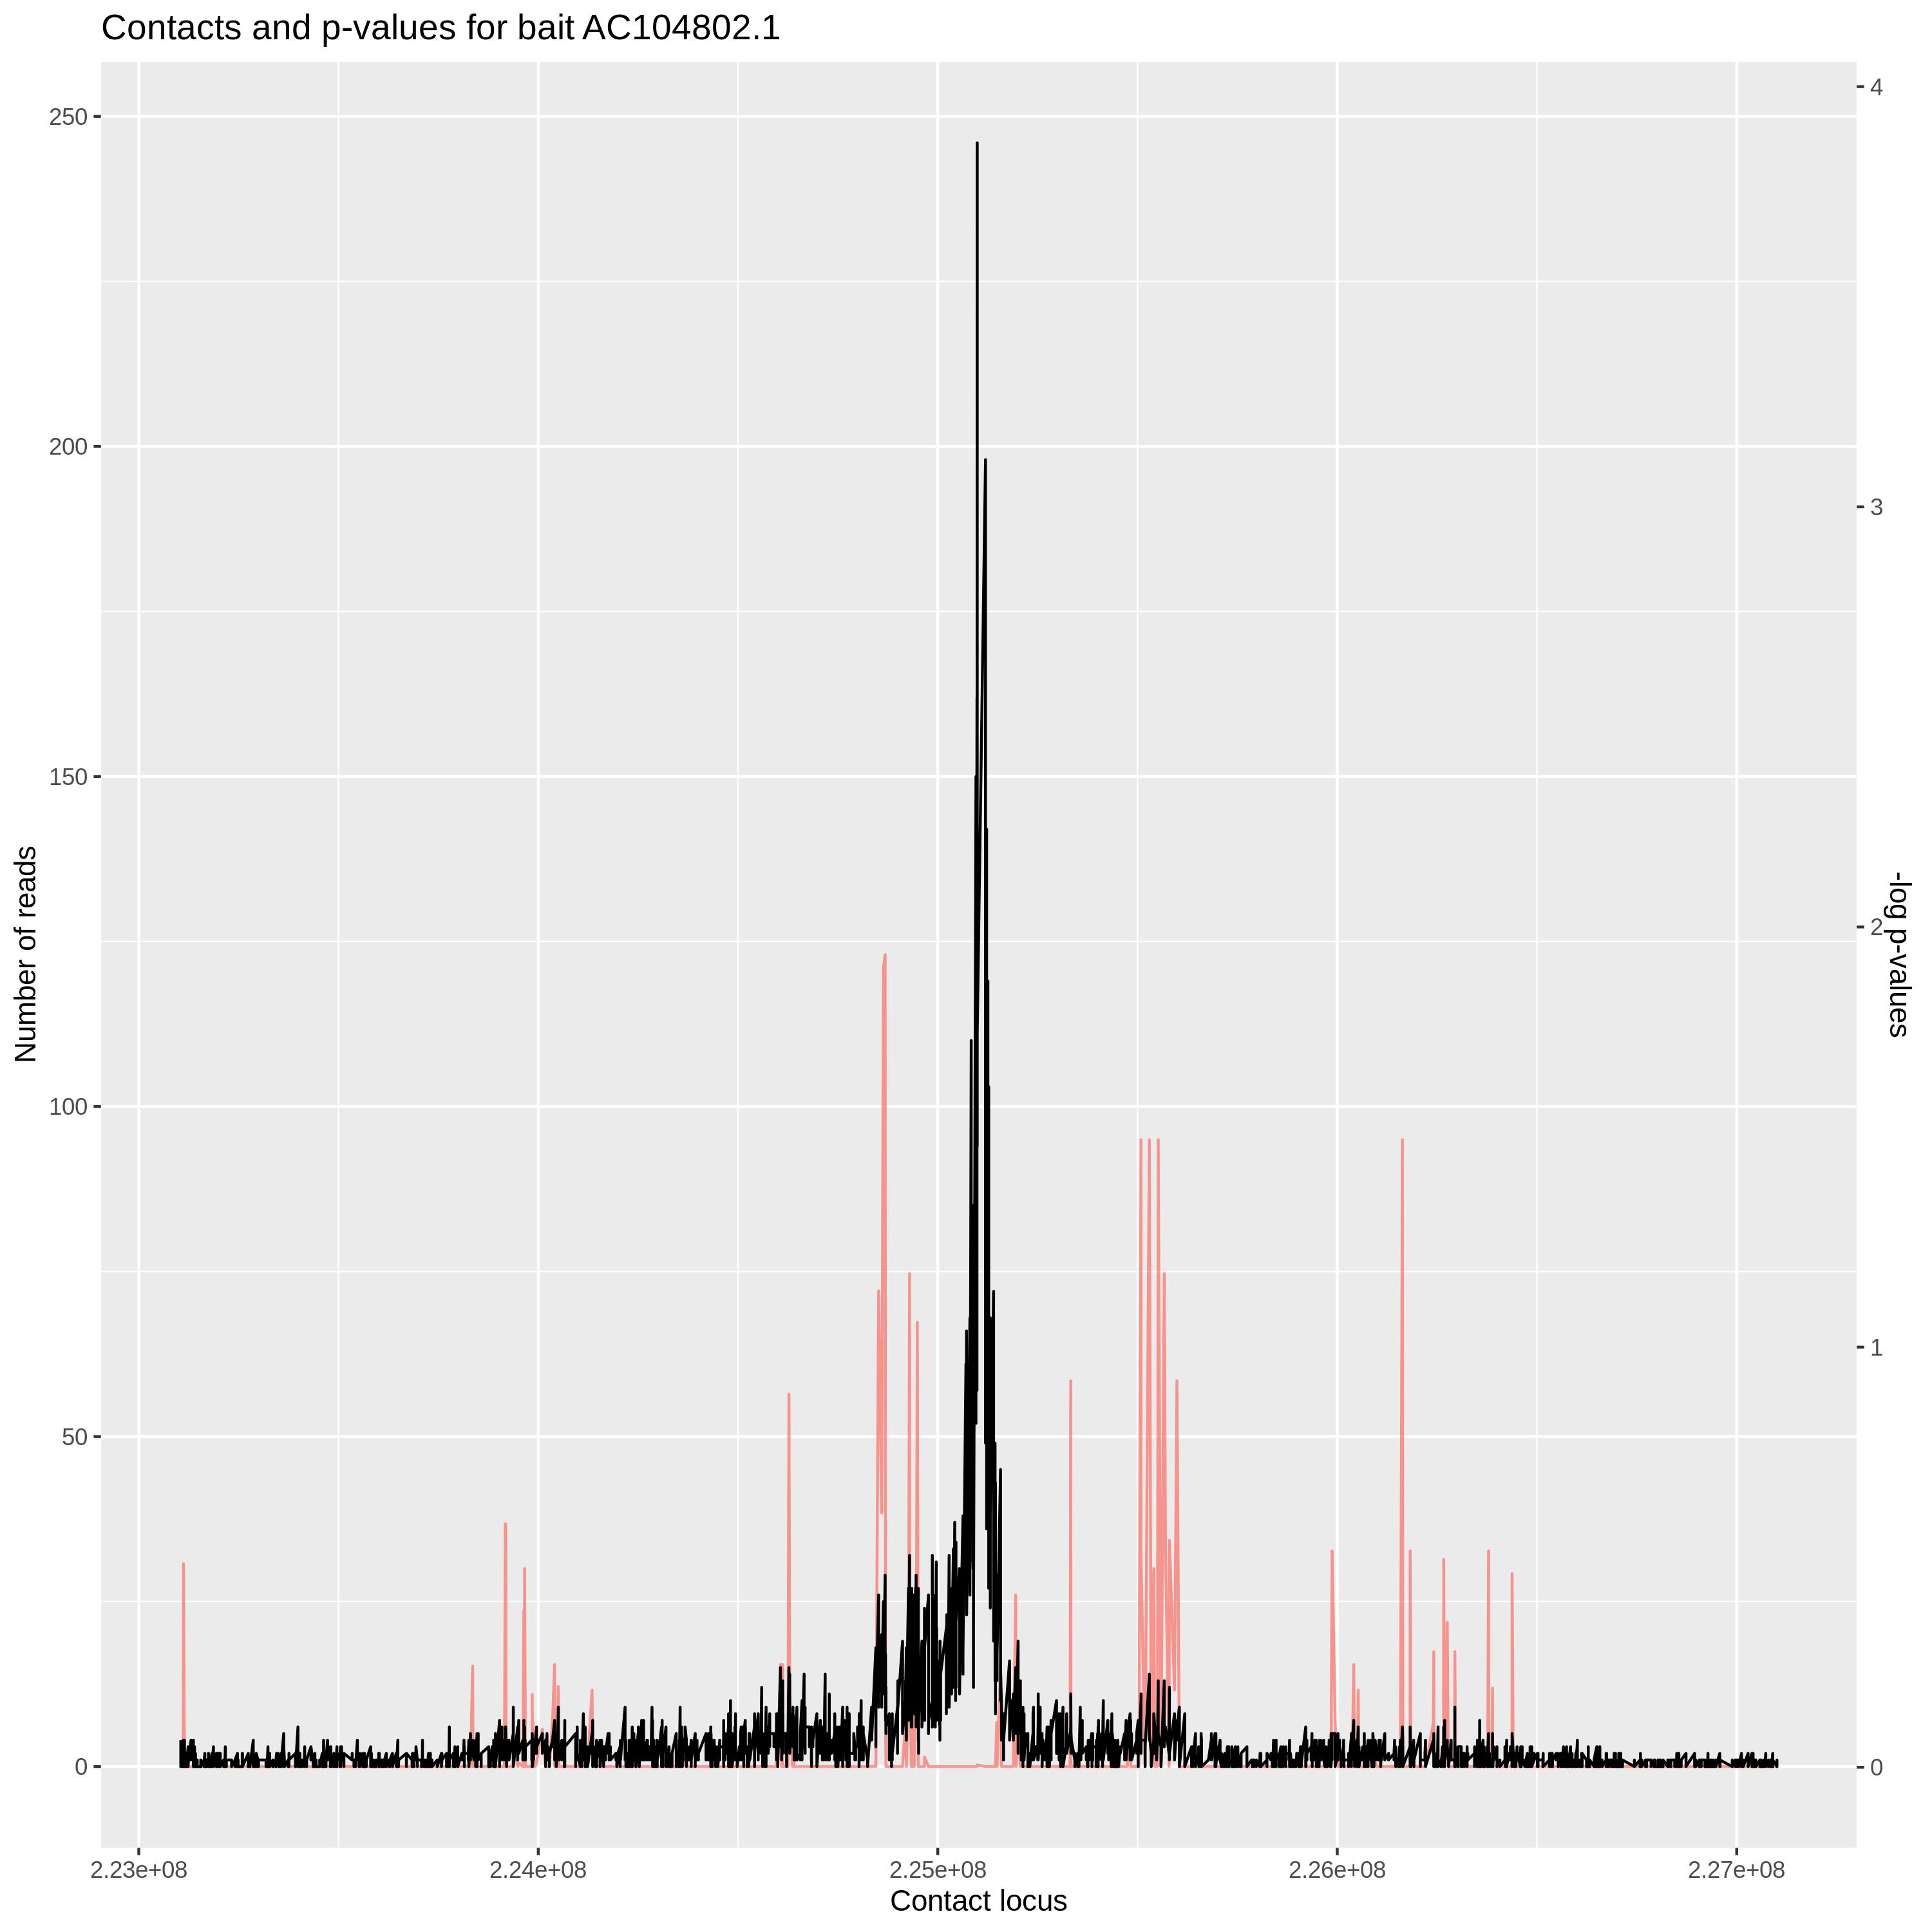 Contacts and p-values for bait AC104802.1
250
200
150
100
50
0
Number of reads
4
3
2
1
0
-log p-values
2.23e+08 2.24e+08 2.25e+08 2.26e+08 2.27e+08
Contact locus